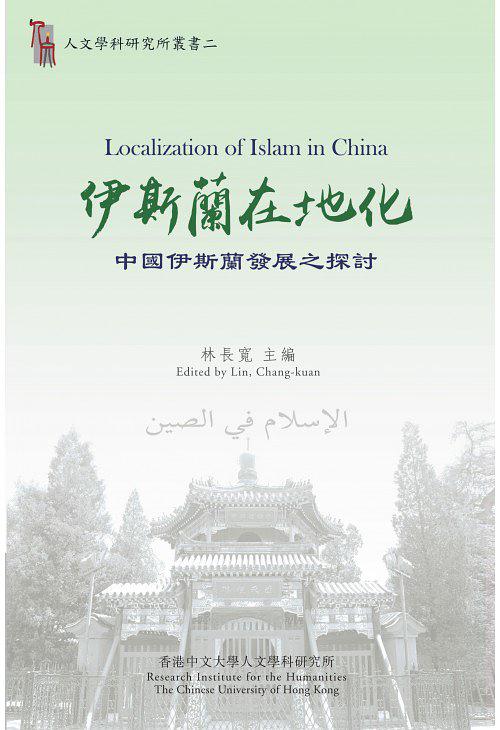 人文學科研究所叢書二
Localization of Islam in China
伊斯蘭在地化
中國伊斯蘭發展之探討
林長寬 主編
Edited by Lin, Chang-kuan
الإسلام في الصين
香港中文大學人文學科研究所
Research Institute for the Humanities
The Chinese University of Hong Kong